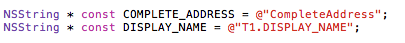 NSString * const COMPLETE_ADDRESS = @"CompleteAddress";
NSString * const DISPLAY_NAME = @"T1.DISPLAY_NAME";